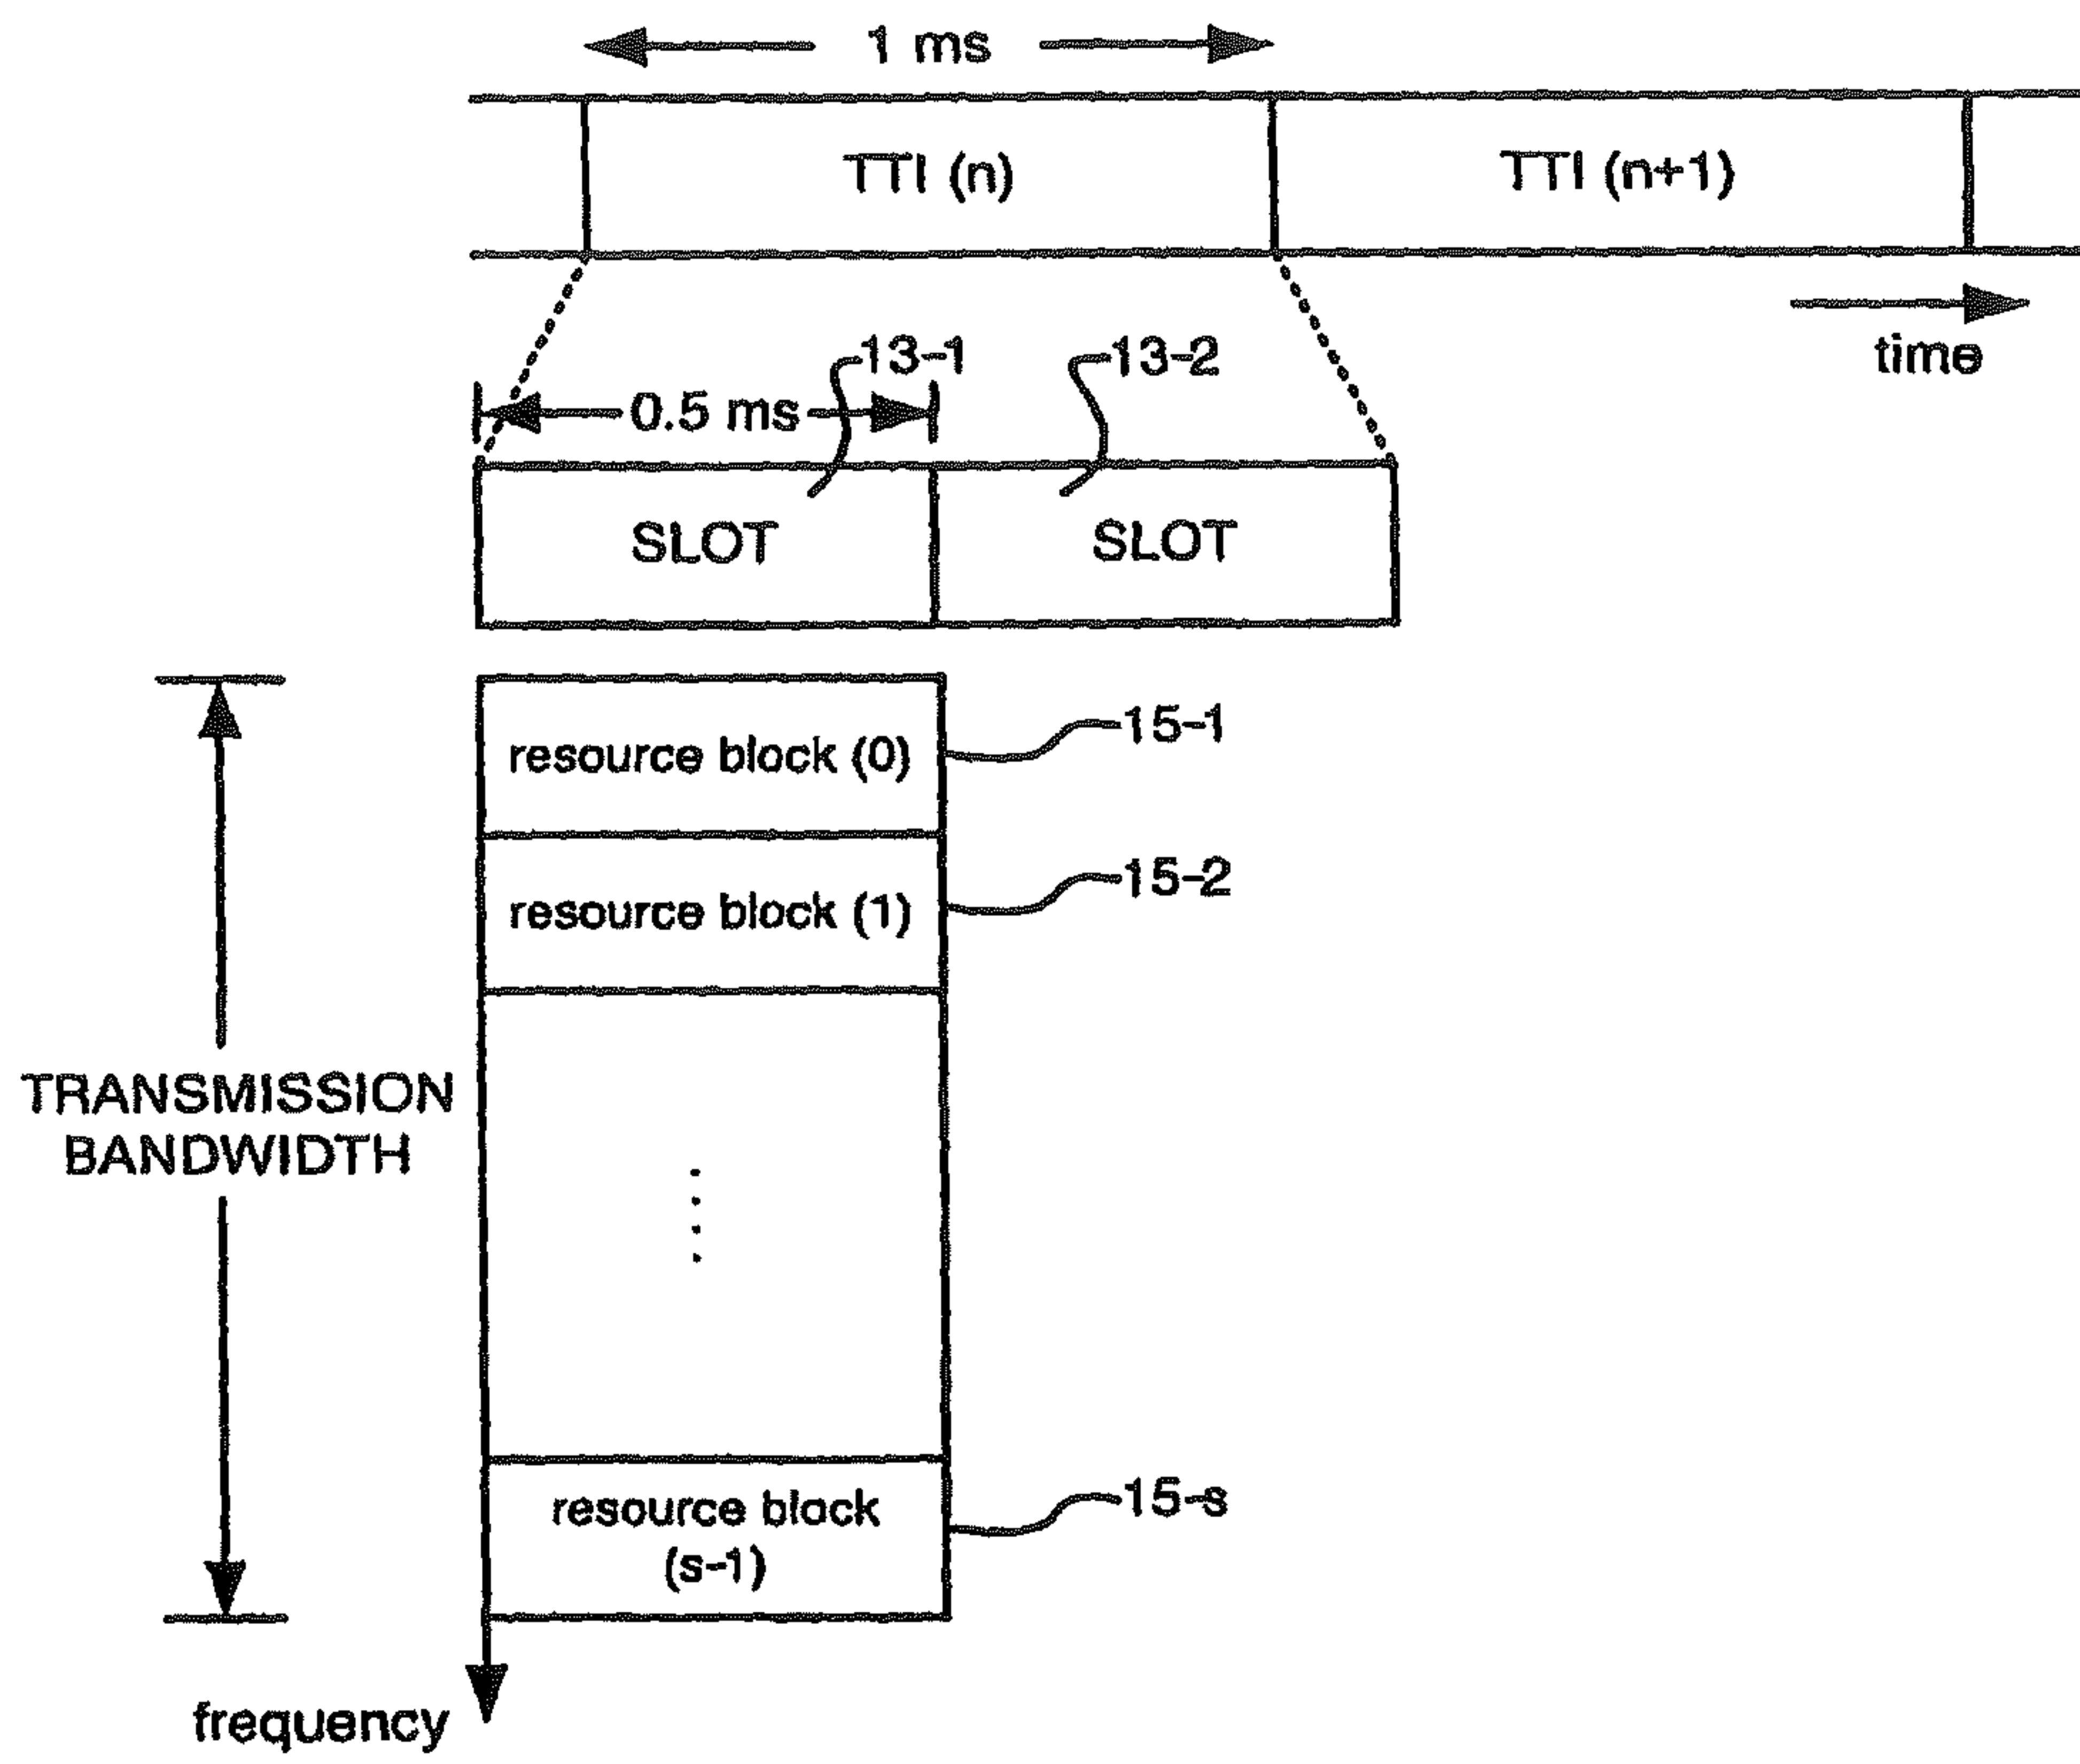 1 ms
TTI (n)
TTI (n+1)
time
13-1
13-2
0.5 ms
SLOT
SLOT
resource block (0)
15-1
resource block (1)
15-2
TRANSMISSION
BANDWIDTH
resource block
(s-1)
15-s
frequency